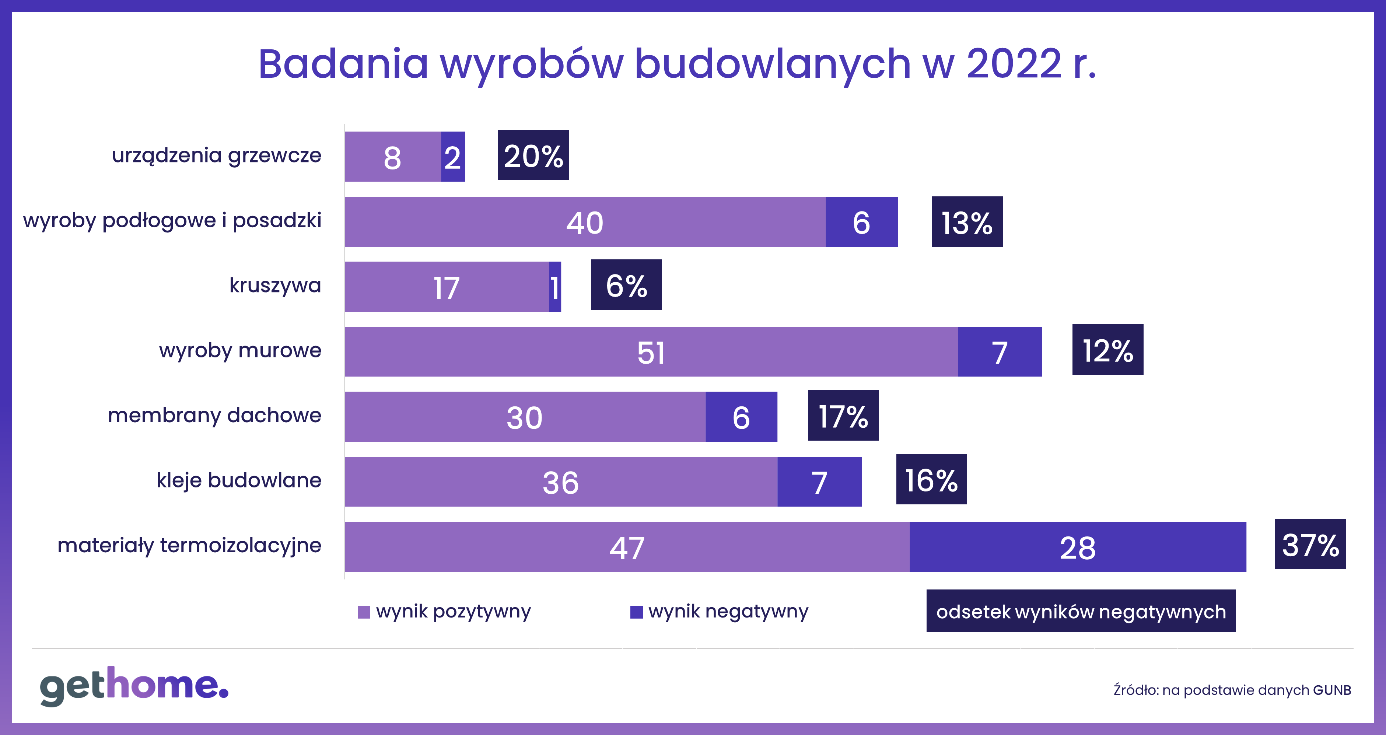 Badania wyrobów budowlanych w 2022 r.
urządzenia grzewcze 8 2 20%
wyroby podłogowe i posadzki 40 6 13%
kruszywa 17 1 6%
wyroby murowe 51 7 12%
membrany dachowe 30 6 17%
kleje budowlane 36 7 16%
materiały termoizolacyjne 47 28 37%
wynik pozytywny wynik negatywny odsetek wyników negatywnych
gethome. Źródło: na podstawie danych GUNB